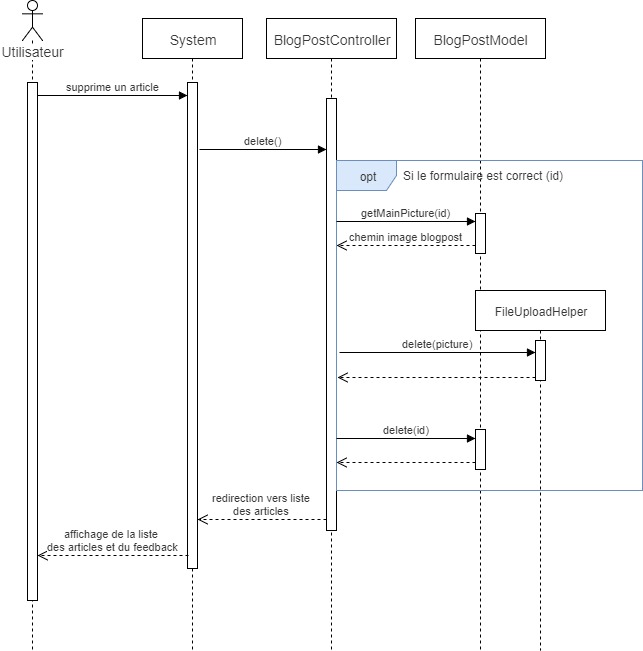 Utilisateur
System
BlogPostController
BlogPostModel
supprime un article
delete()
opt
Si le formulaire est correct (id)
getMainPicture(id)
chemin image blogpost
FileUploadHelper
delete(picture)
delete(id)
redirection vers liste
des articles
affichage de la liste
des articles et du feedback